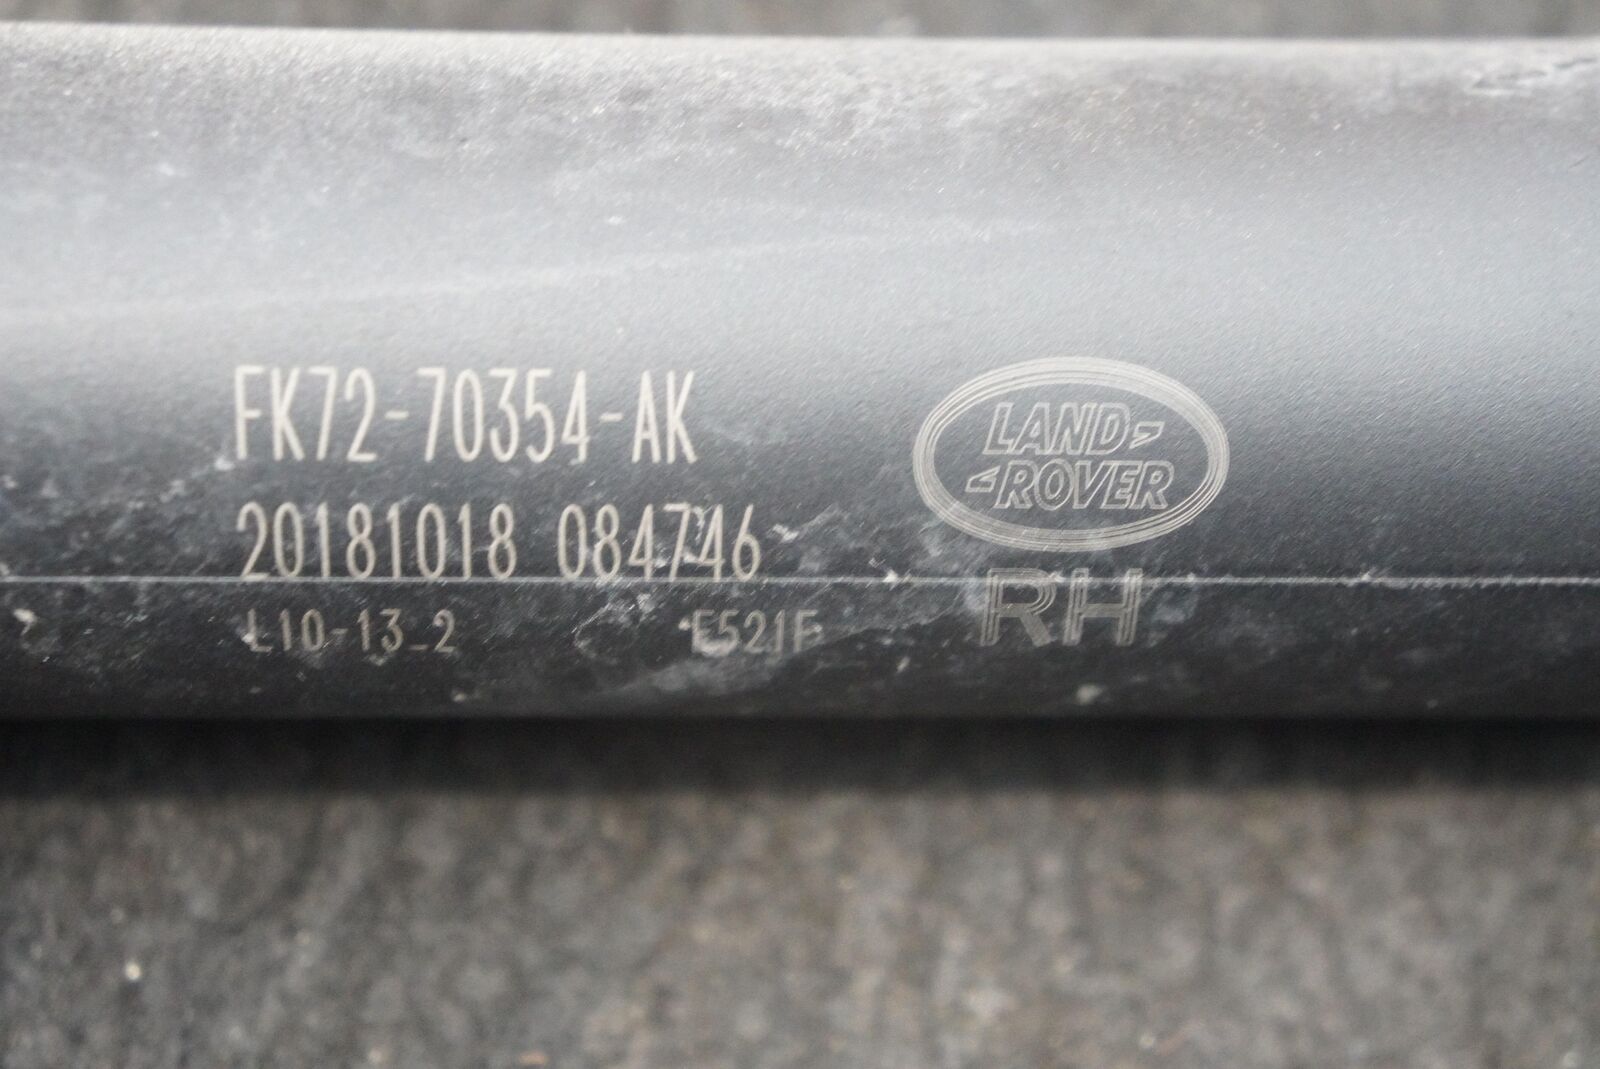 FK72-70354-AK
20181018 084746
L10-13_2 E521F
LAND
ROVER
RH